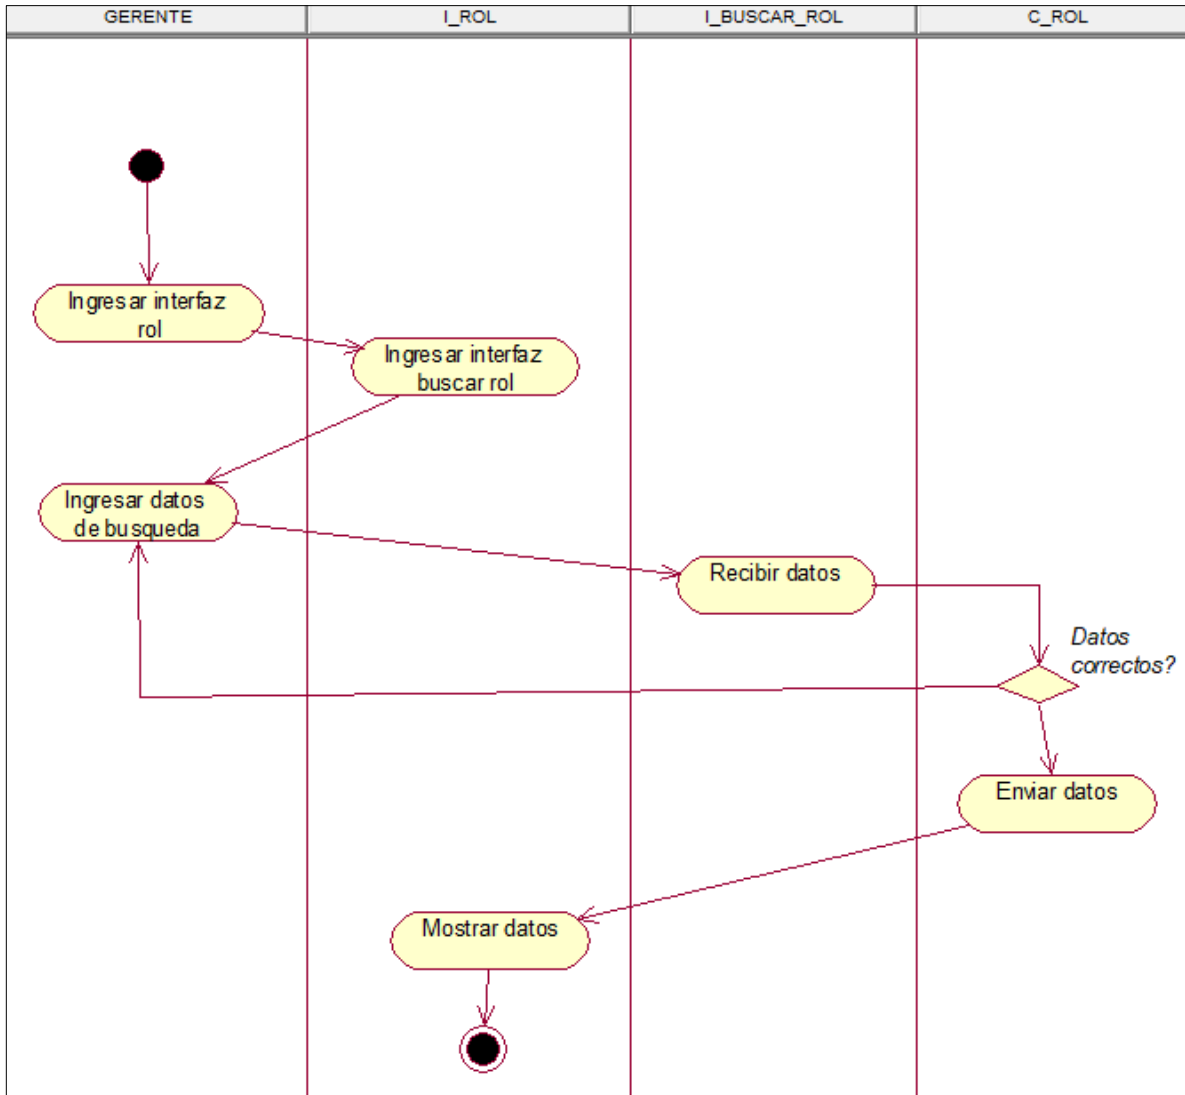 GERENTE
I_ROL
I_BUSCAR_ROL
C_ROL
Ingresar interfaz
rol
Ingresar interfaz
buscar rol
Ingresar datos
de busqueda
Recibir datos
Datos
correctos?
Enviar datos
Mostrar datos